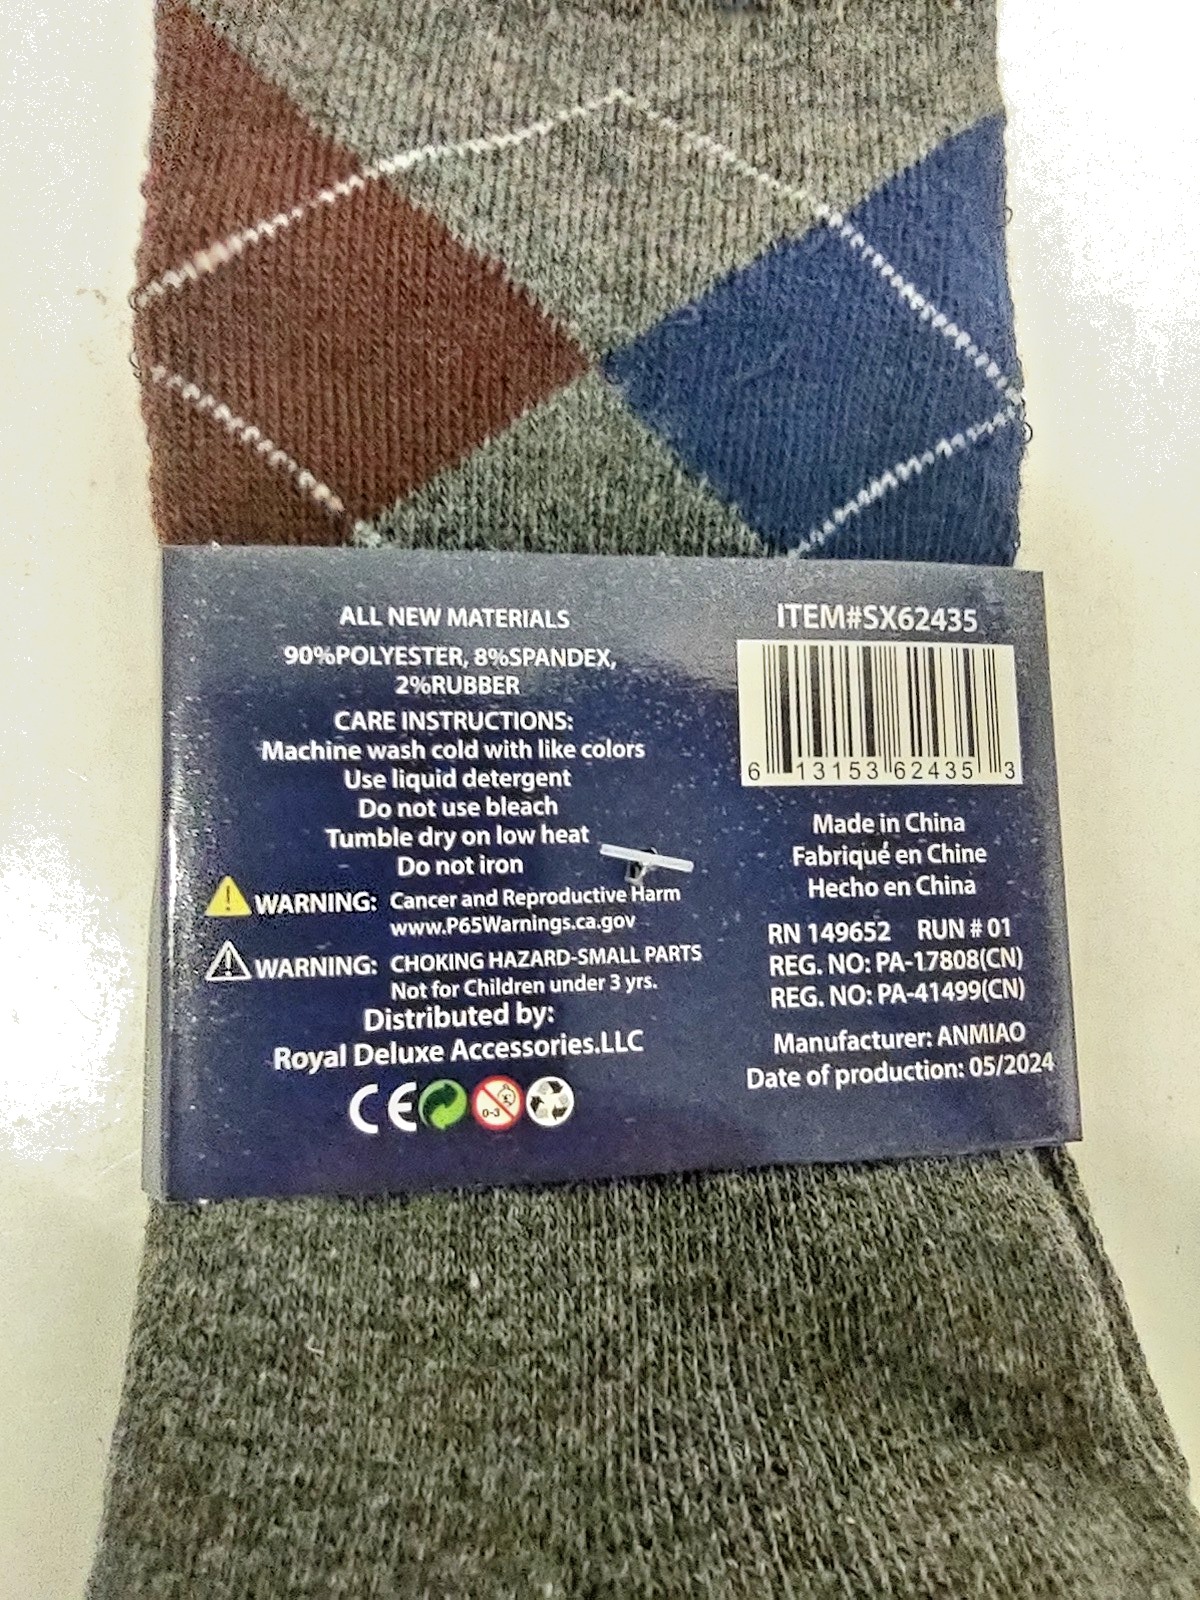 ALL NEW MATERIALS
90%POLYESTER, 8%SPANDEX,
2%RUBBER
CARE INSTRUCTIONS:
Machine wash cold with like colors
Use liquid detergent
Do not use bleach
Tumble dry on low heat
Do not iron
WARNING: Cancer and Reproductive Harm
www.P65Warnings.ca.gov
WARNING: CHOKING HAZARD-SMALL PARTS
Not for Children under 3 yrs.
Distributed by:
Royal Deluxe Accessories.LLC
CE
0-3
ITEM#SX62435
6 13153 62435 3
Made in China
Fabriqué en Chine
Hecho en China
RN 149652 RUN # 01
REG. NO: PA-17808(CN)
REG. NO: PA-41499(CN)
Manufacturer: ANMIAO
Date of production: 05/2024